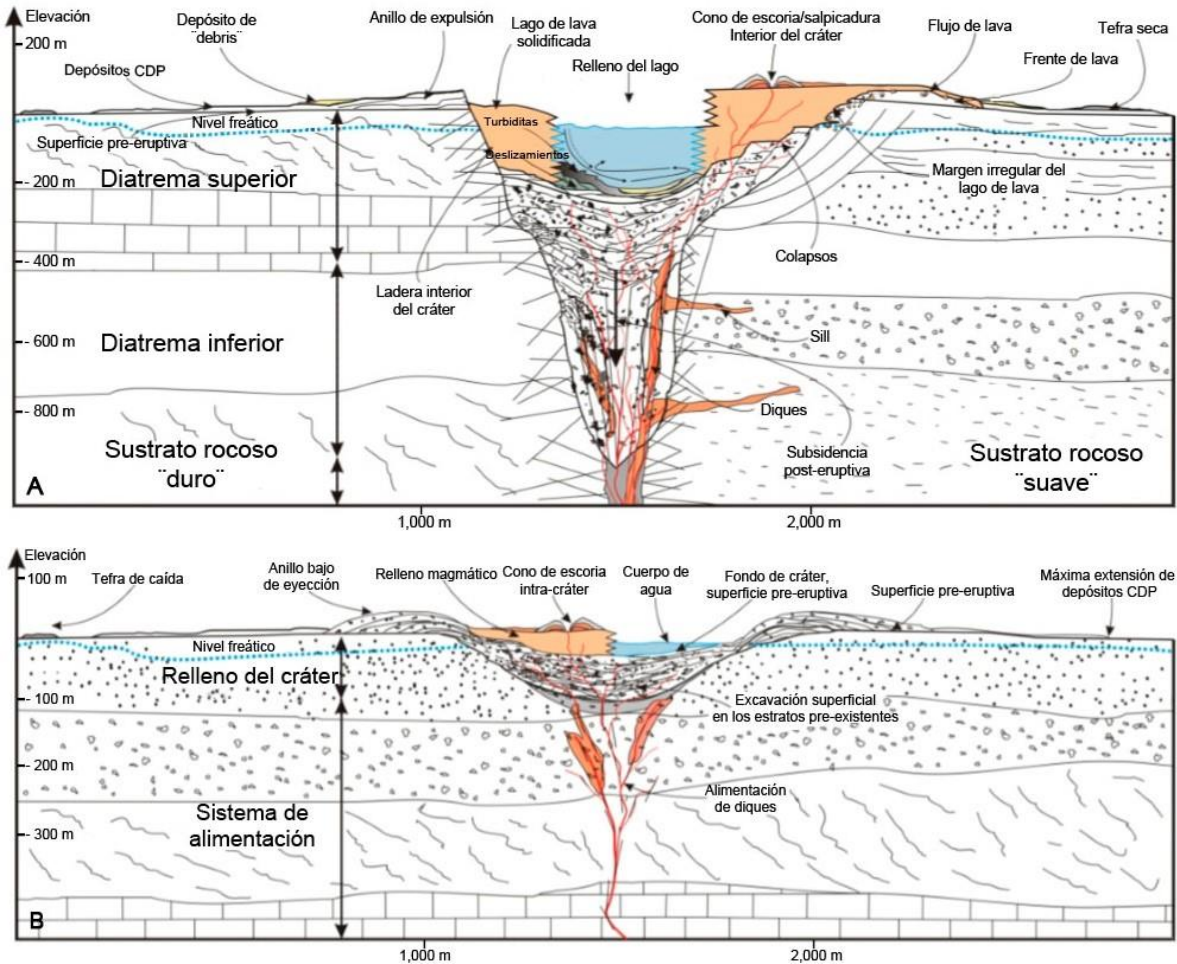 Elevación
200 m
Depósito de
¨debris¨
Anillo de expulsión
Lago de lava
solidificada
Cono de escoria/salpicadura
Interior del cráter
Flujo de lava
Tefra seca
Depósitos CDP
Relleno del lago
Frente de lava
Nivel freático
Turbiditas
Superficie pre-eruptiva
Deslizamientos
Diatrema superior
- 200 m
Margen irregular del
lago de lava
- 400 m
Colapsos
Ladera interior
del cráter
Diatrema inferior
- 600 m
Sill
- 800 m
Diques
Sustrato rocoso
¨duro¨
Subsidencia
post-eruptiva
Sustrato rocoso
¨suave¨
A
1,000 m
2,000 m
Elevación
100 m
Tefra de caída
Anillo bajo
de eyección
Relleno magmático
Cono de escoria
intra-cráter
Cuerpo de
agua
Fondo de cráter,
superficie pre-eruptiva
Superficie pre-eruptiva
Máxima extensión de
depósitos CDP
Nivel freático
Relleno del cráter
- 100 m
Excavación superficial
en los estratos pre-existentes
- 200 m
Alimentación
de diques
Sistema de
alimentación
- 300 m
B
1,000 m
2,000 m